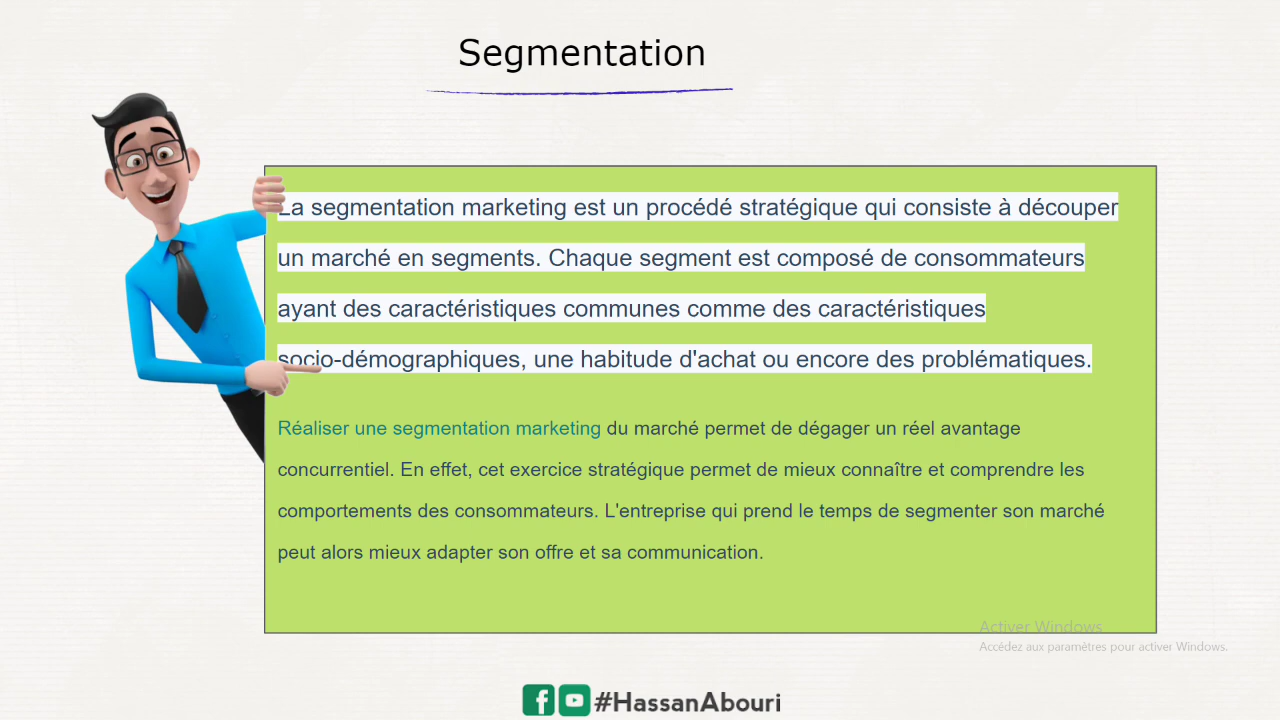 Segmentation
La segmentation marketing est un procédé stratégique qui consiste à découper
un marché en segments. Chaque segment est composé de consommateurs
ayant des caractéristiques communes comme des caractéristiques
socio-démographiques, une habitude d'achat ou encore des problématiques.
Réaliser une segmentation marketing du marché permet de dégager un réel avantage
concurrentiel. En effet, cet exercice stratégique permet de mieux connaître et comprendre les
comportements des consommateurs. L'entreprise qui prend le temps de segmenter son marché
peut alors mieux adapter son offre et sa communication.
Activer Windows
Accédez aux paramètres pour activer Windows.
#HassanAbouri